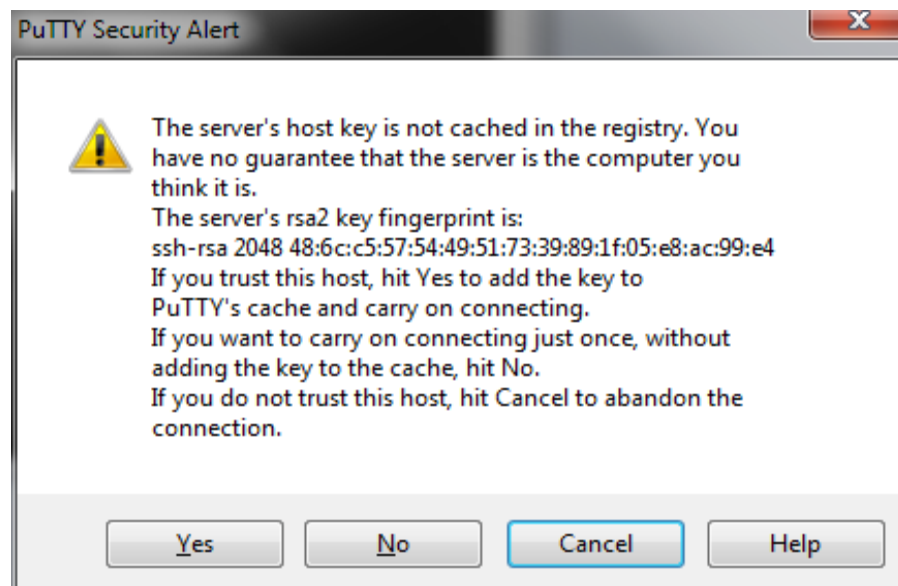 PuTTY Security Alert
The server's host key is not cached in the registry. You
have no guarantee that the server is the computer you
think it is.
The server's rsa2 key fingerprint is:
ssh-rsa 2048 48:6c:c5:57:54:49:51:73:39:89:1f:05:e8:ac:99:e4
If you trust this host, hit Yes to add the key to
PuTTY's cache and carry on connecting.
If you want to carry on connecting just once, without
adding the key to the cache, hit No.
If you do not trust this host, hit Cancel to abandon the
connection.
Yes No Cancel Help